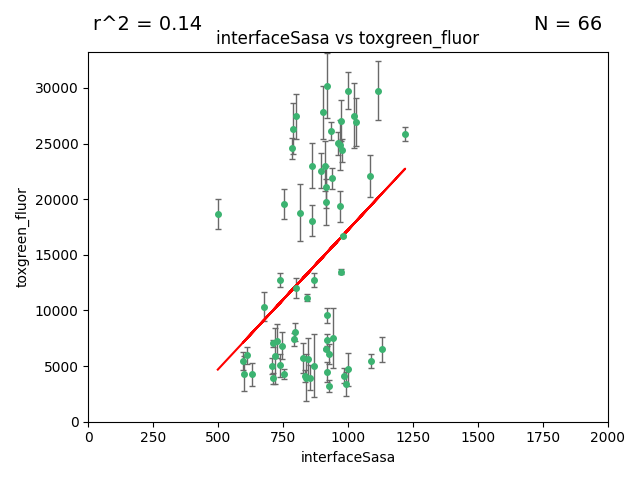 r^2 = 0.14
N = 66
interfaceSasa vs toxgreen_fluor
30000
25000
20000
15000
10000
5000
0
toxgreen_fluor
0 250 500 750 1000 1250 1500 1750 2000
interfaceSasa